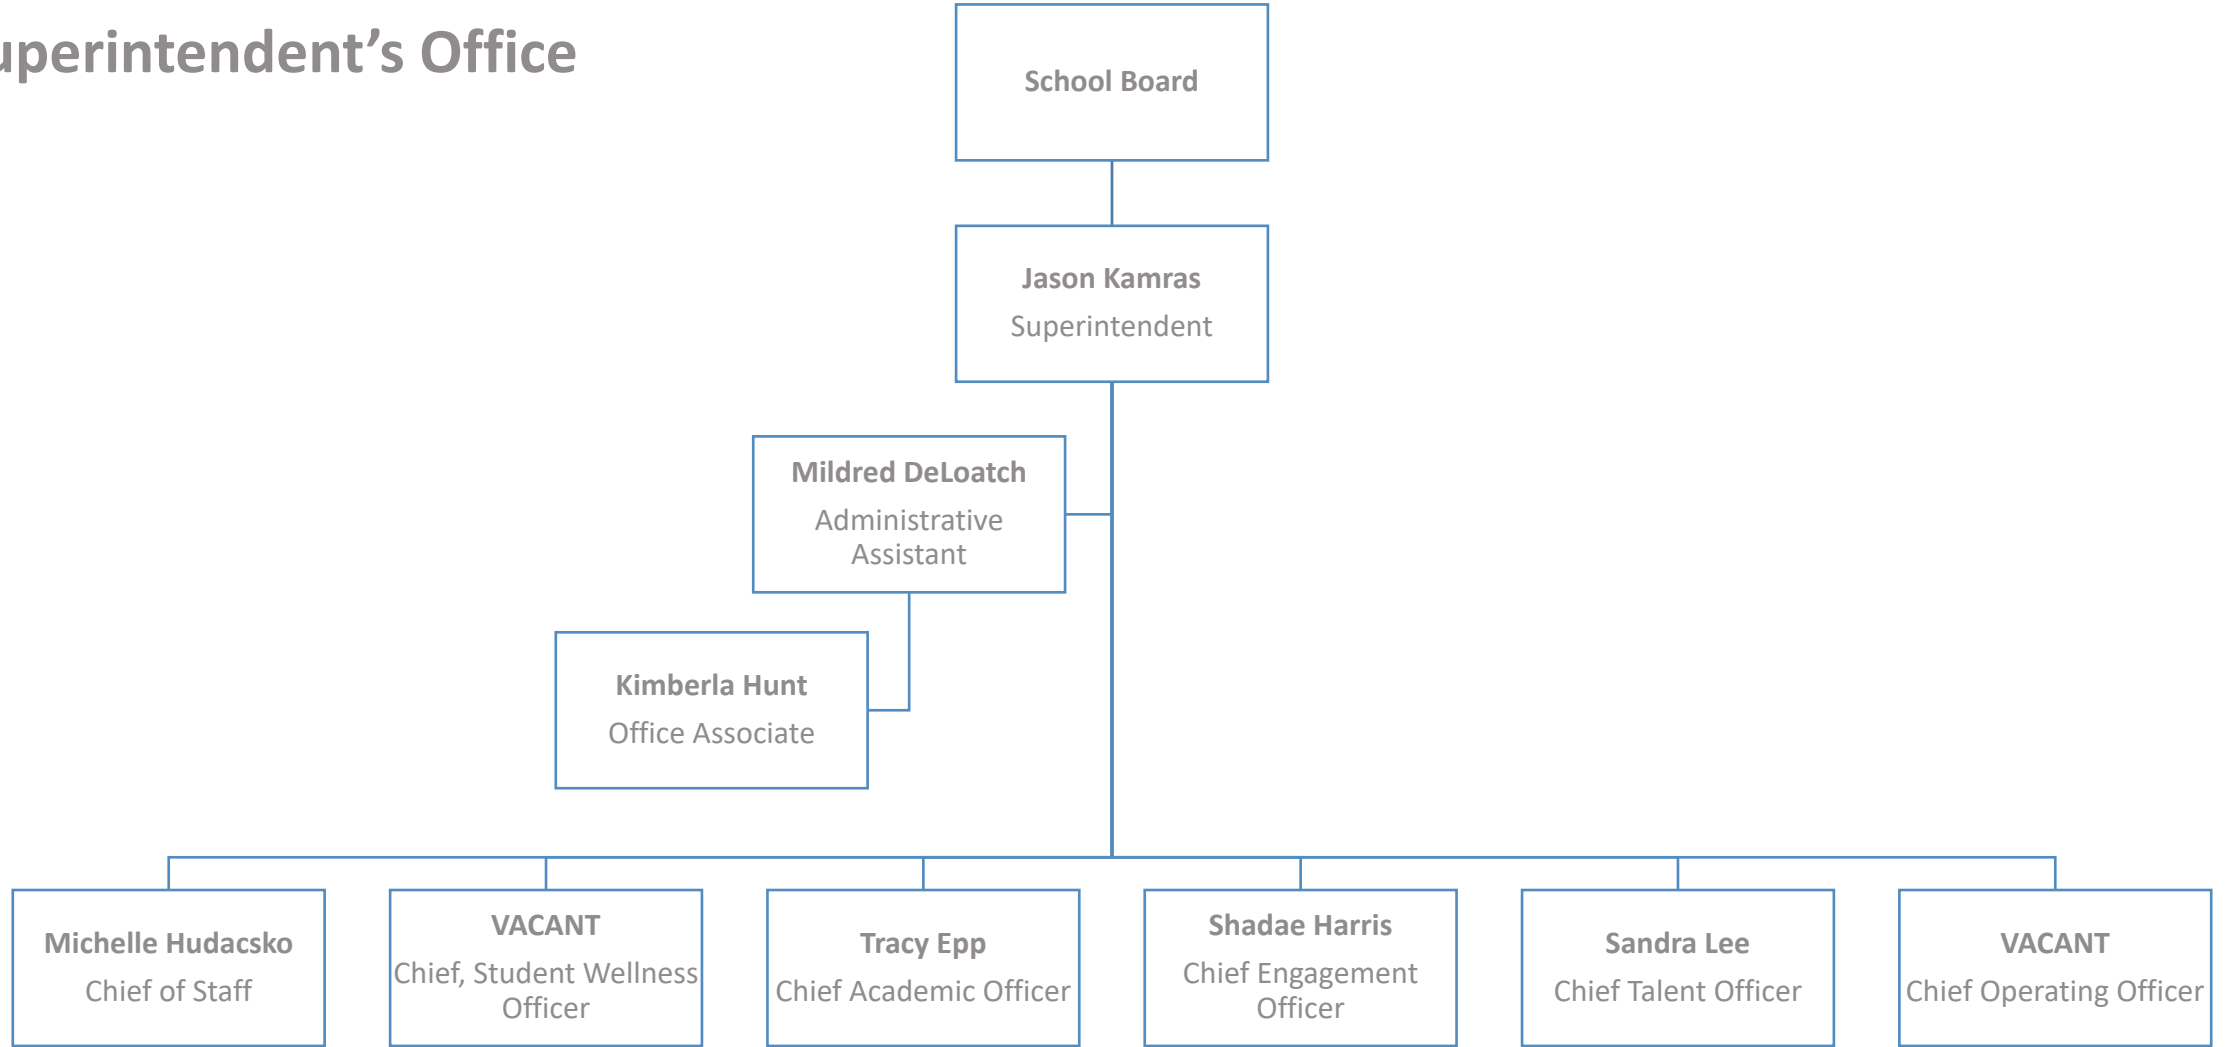 uperintendent’s Office
School Board
Jason Kamras
Superintendent
Mildred DeLoatch
Administrative
Assistant
Kimberla Hunt
Office Associate
Michelle Hudacsko
Chief of Staff
VACANT
Chief, Student Wellness
Officer
Tracy Epp
Chief Academic Officer
Shadae Harris
Chief Engagement
Officer
Sandra Lee
Chief Talent Officer
VACANT
Chief Operating Officer